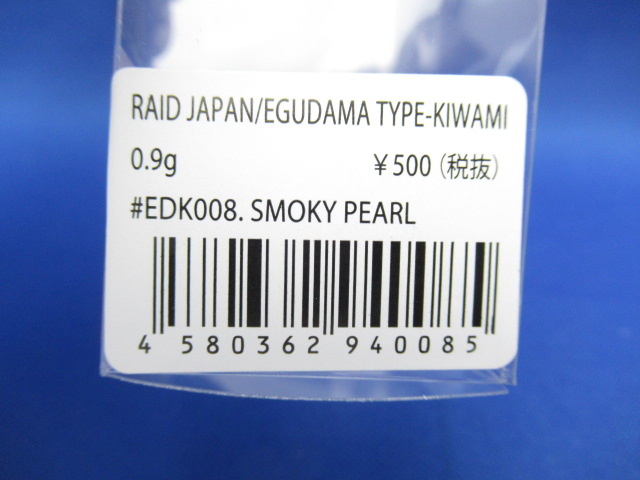 RAID JAPAN/EGUDAMA TYPE-KIWAMI
0.9g ￥500（税抜）
#EDK008. SMOKY PEARL
4 580362 940085